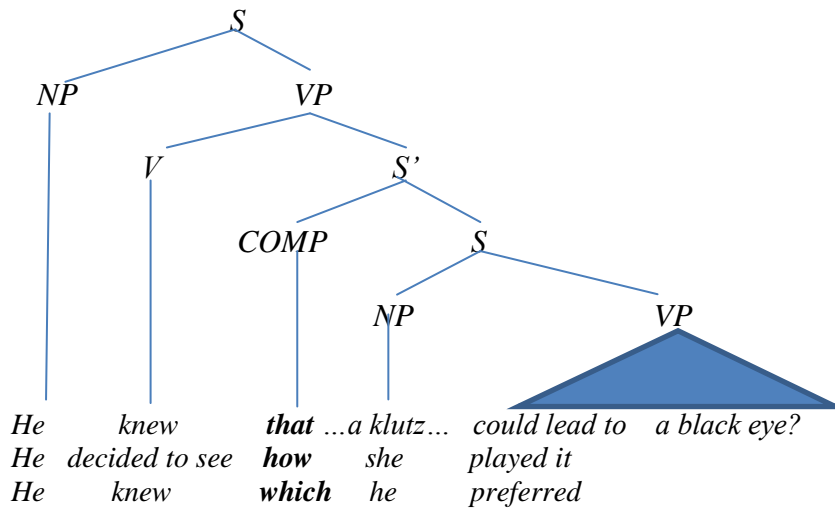 S
NP VP
V S’
COMP S
NP VP
He knew that …a klutz… could lead to a black eye?
He decided to see how she played it
He knew which he preferred